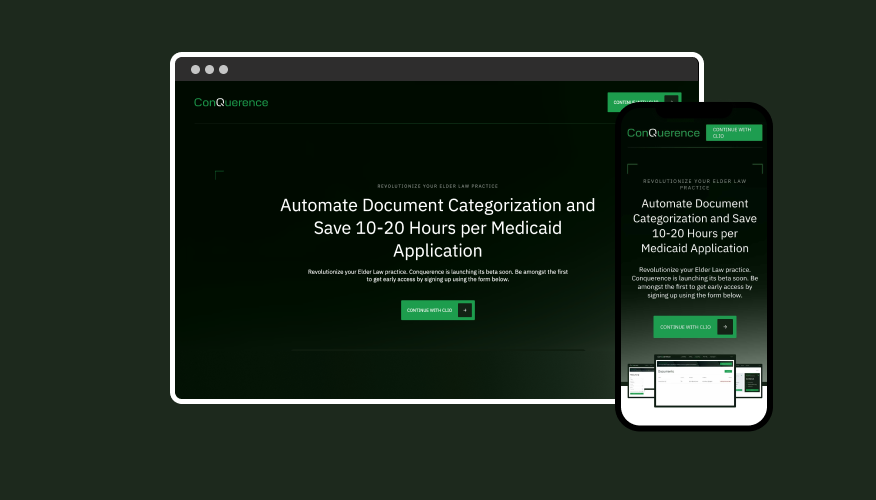 ConQuerence
REVOLUTIONIZE YOUR ELDER LAW PRACTICE
Automate Document Categorization and
Save 10-20 Hours per Medicaid
Application
Revolutionize your Elder Law practice. Conquerence is launching its beta soon. Be amongst the first
to get early access by signing up using the form below.
CONTINUE WITH CLIO
ConQuerence
CONTINUE WITH
CLIO
REVOLUTIONIZE YOUR ELDER LAW
PRACTICE
Automate Document
Categorization and Save
10-20 Hours per
Medicaid Application
Revolutionize your Elder Law practice.
Conquerence is launching its beta soon. Be
amongst the first to get early access by
signing up using the form below.
CONTINUE WITH CLIO